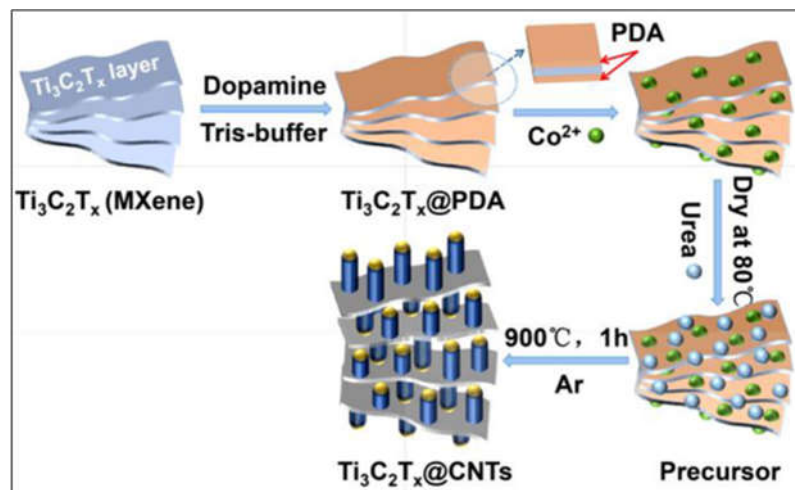 Ti₃C₂Tₓ layer
Dopamine
Tris-buffer
PDA
Co²⁺
Ti₃C₂Tₓ (MXene)
Ti₃C₂Tₓ@PDA
Dry at 80℃
Urea
900℃, 1h
Ar
Ti₃C₂Tₓ@CNTs
Precursor